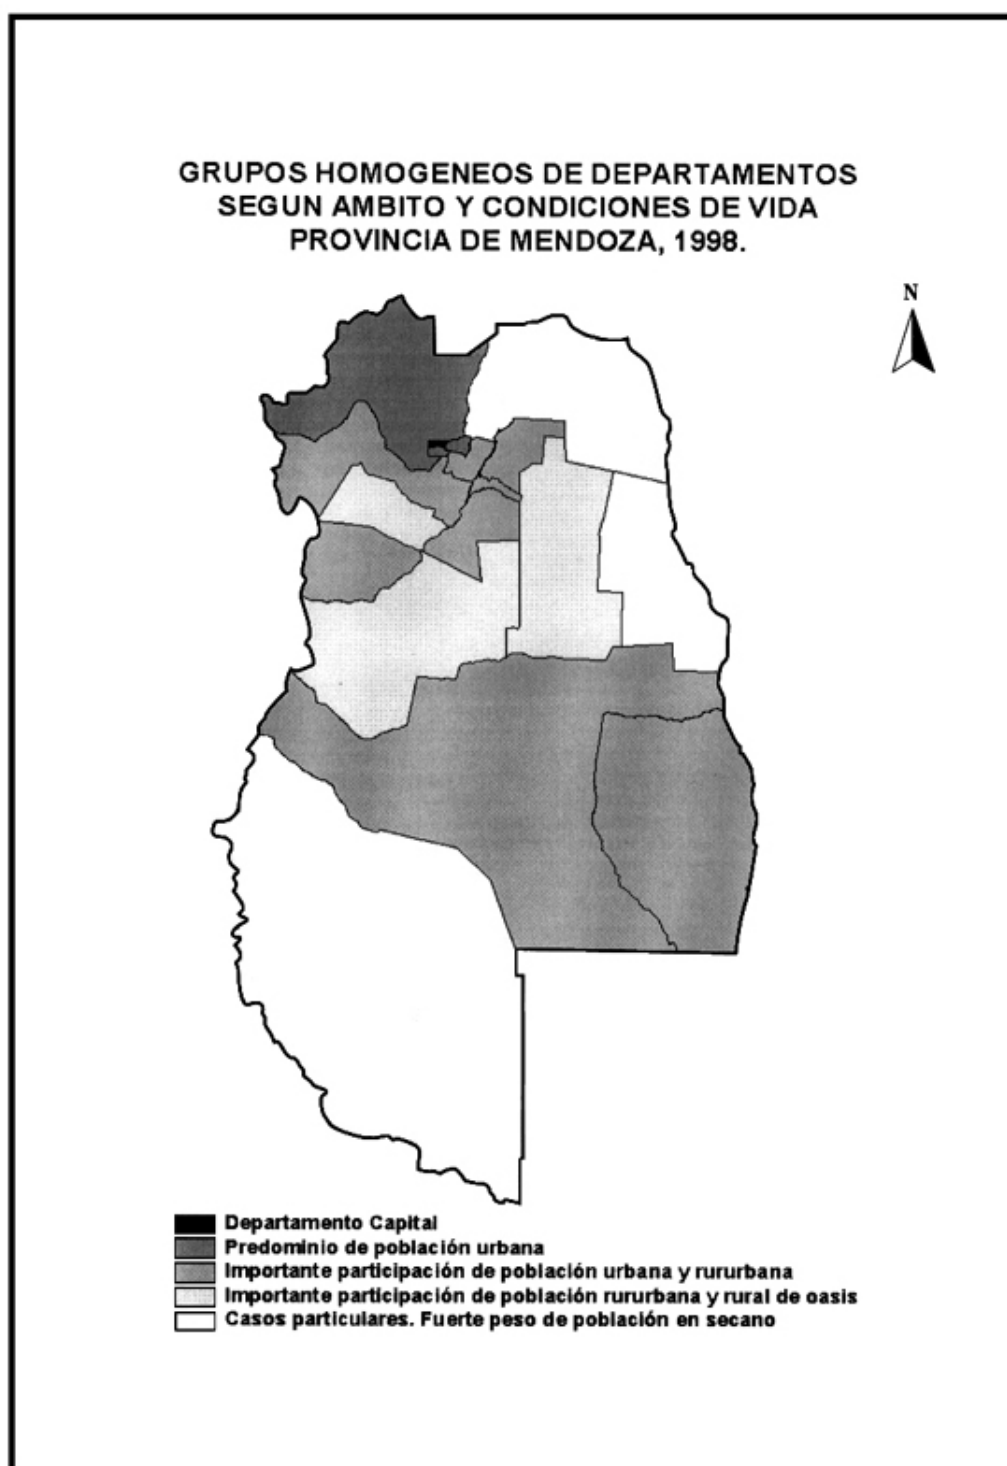 GRUPOS HOMOGENEOS DE DEPARTAMENTOS
SEGUN AMBITO Y CONDICIONES DE VIDA
PROVINCIA DE MENDOZA, 1998.
N
Departamento Capital
Predominio de población urbana
Importante participación de población urbana y rururbana
Importante participación de población rururbana y rural de oasis
Casos particulares. Fuerte peso de población en secano